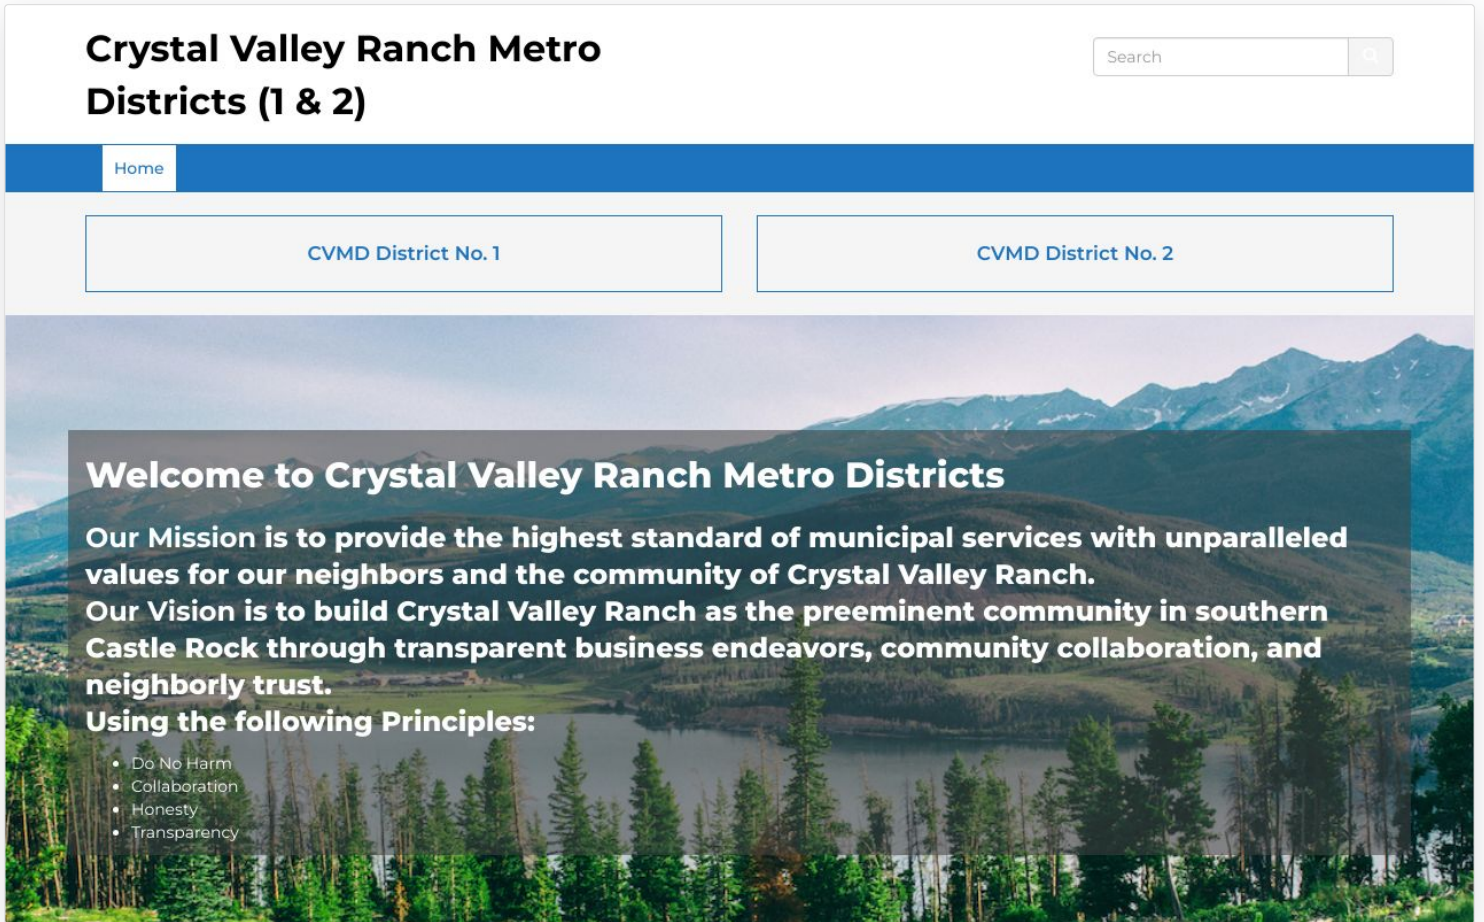 Crystal Valley Ranch Metro
Districts (1 & 2)
Search
Home
CVMD District No. 1
CVMD District No. 2
Welcome to Crystal Valley Ranch Metro Districts
Our Mission is to provide the highest standard of municipal services with unparalleled
values for our neighbors and the community of Crystal Valley Ranch.
Our Vision is to build Crystal Valley Ranch as the preeminent community in southern
Castle Rock through transparent business endeavors, community collaboration, and
neighborly trust.
Using the following Principles:
• Do No Harm
• Collaboration
• Honesty
• Transparency